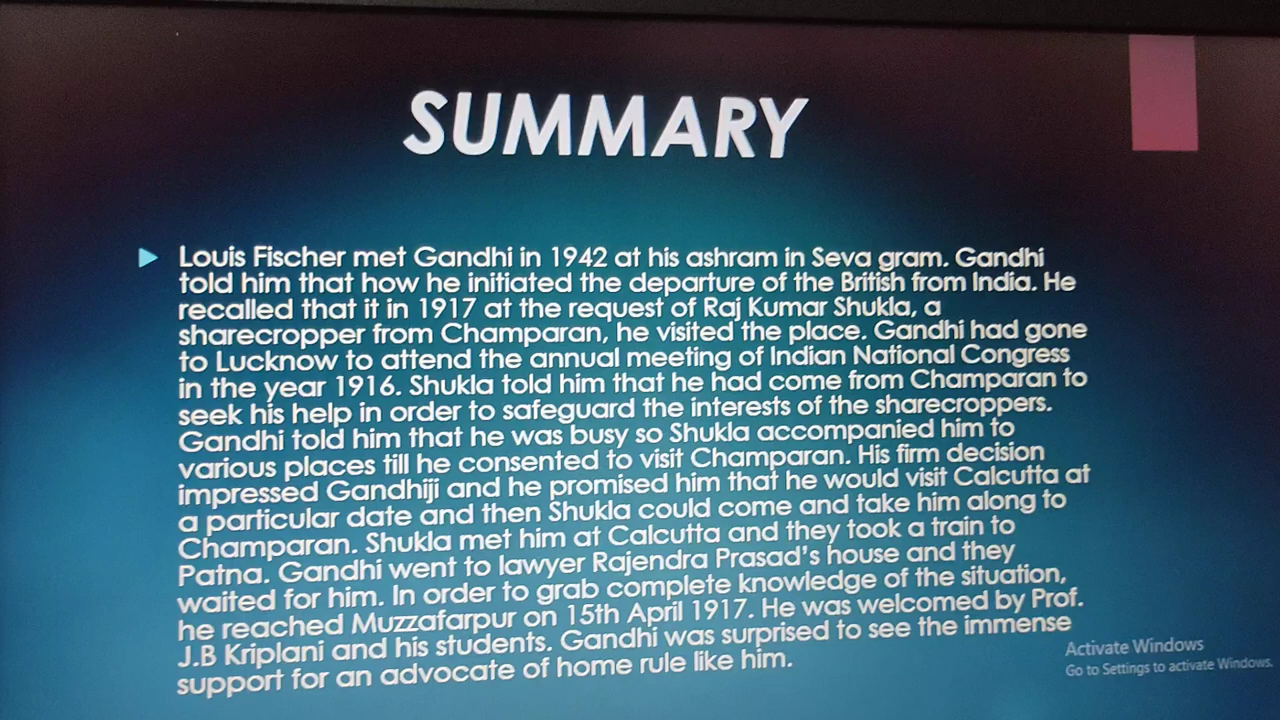 SUMMARY
Louis Fischer met Gandhi in 1942 at his ashram in Seva gram. Gandhi
told him that how he initiated the departure of the British from India. He
recalled that it in 1917 at the request of Raj Kumar Shukla, a
sharecropper from Champaran, he visited the place. Gandhi had gone
to Lucknow to attend the annual meeting of Indian National Congress
in the year 1916. Shukla told him that he had come from Champaran to
seek his help in order to safeguard the interests of the sharecroppers.
Gandhi told him that he was busy so Shukla accompanied him to
various places till he consented to visit Champaran. His firm decision
impressed Gandhiji and he promised him that he would visit Calcutta at
a particular date and then Shukla could come and take him along to
Champaran. Shukla met him at Calcutta and they took a train to
Patna. Gandhi went to lawyer Rajendra Prasad's house and they
waited for him. In order to grab complete knowledge of the situation,
he reached Muzzafarpur on 15th April 1917. He was welcomed by Prof.
J.B Kriplani and his students. Gandhi was surprised to see the immense
support for an advocate of home rule like him.
Activate Windows
Go to Settings to activate Windows.